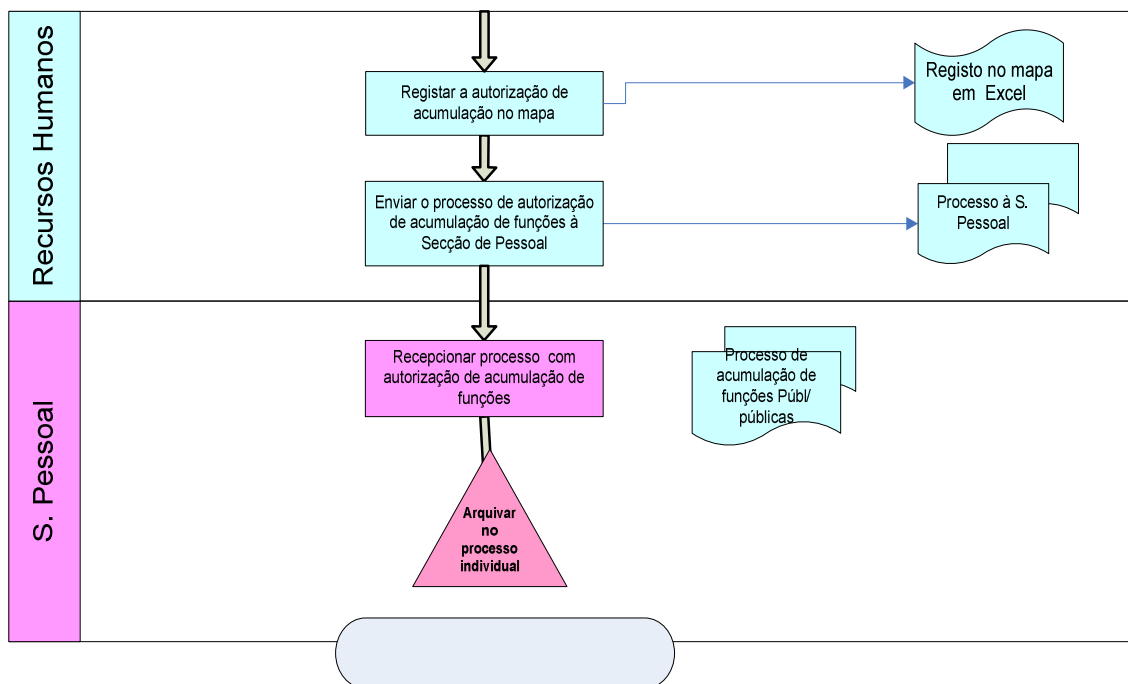 Recursos Humanos
Registar a autorização de
acumulação no mapa
Registo no mapa
em Excel
Enviar o processo de autorização
de acumulação de funções à
Secção de Pessoal
Processo à S.
Pessoal
S. Pessoal
Recepcionar processo com
autorização de acumulação de
funções
Processo de
acumulação de
funções Públ/
públicas
Arquivar
no
processo
individual